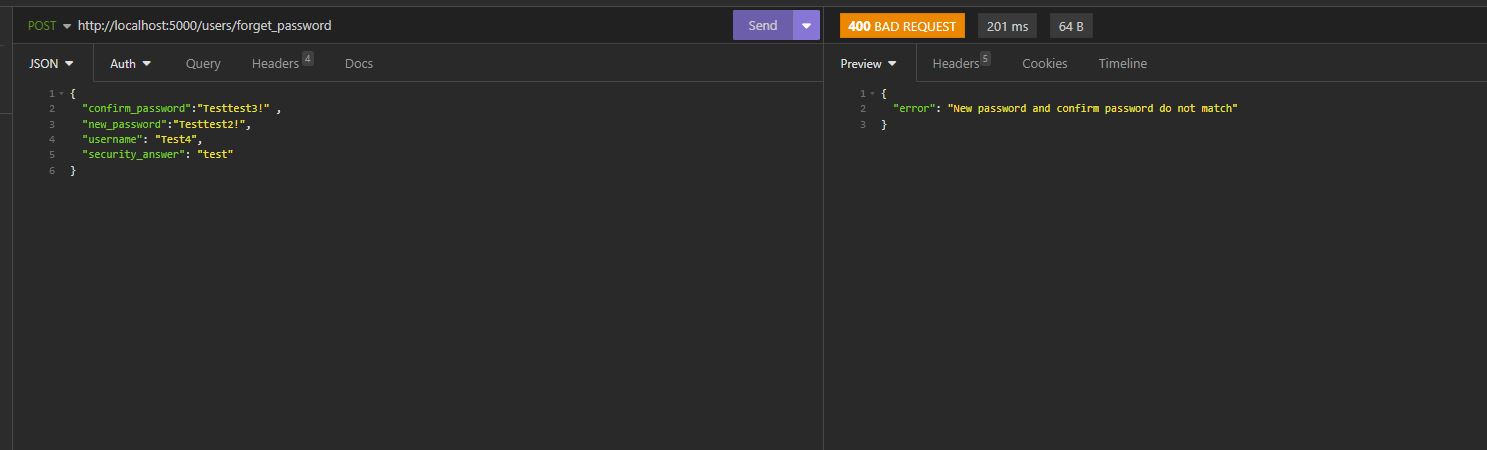 POST http://localhost:5000/users/forget_password Send
400 BAD REQUEST 201 ms 64 B
JSON Auth Query Headers 4 Docs
Preview Headers 5 Cookies Timeline
1 {
2 "confirm_password":"Testtest3!" ,
3 "new_password":"Testtest2!",
4 "username": "Test4",
5 "security_answer": "test"
6 }
1 {
2 "error": "New password and confirm password do not match"
3 }